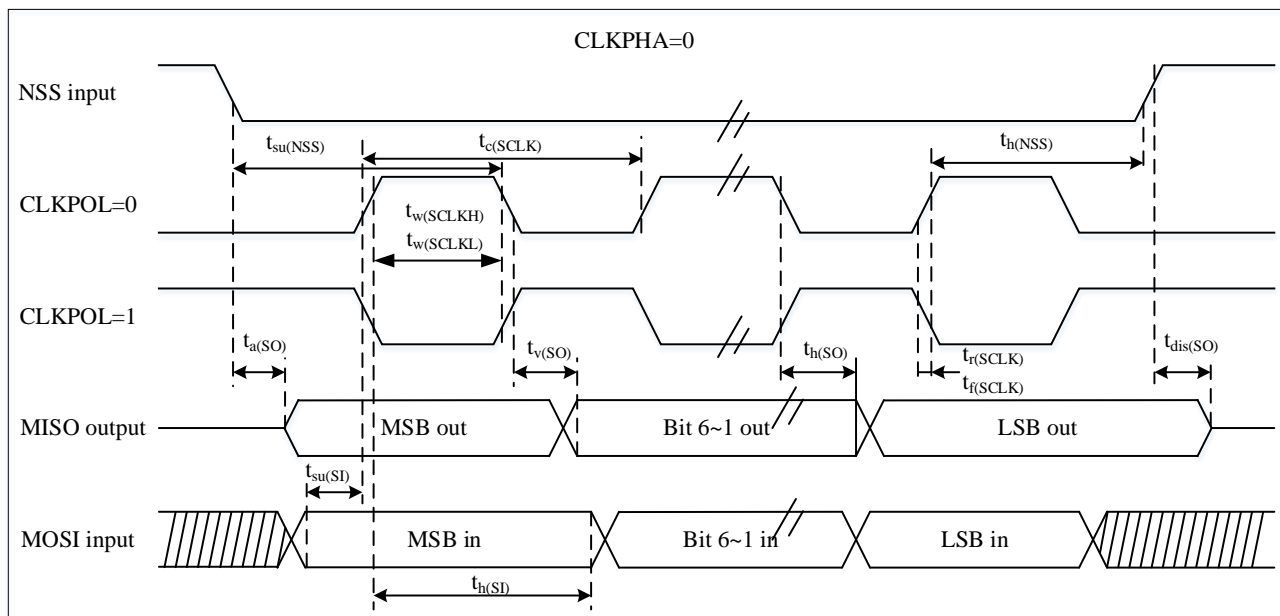 CLKPHA=0
NSS input
tsu(NSS)
tc(SCLK)
th(NSS)
CLKPOL=0
tw(SCLKH)
tw(SCLKL)
CLKPOL=1
ta(SO)
tv(SO)
th(SO)
tr(SCLK)
tf(SCLK)
tdis(SO)
MISO output
MSB out
Bit 6~1 out
LSB out
tsu(SI)
MOSI input
MSB in
Bit 6~1 in
LSB in
th(SI)